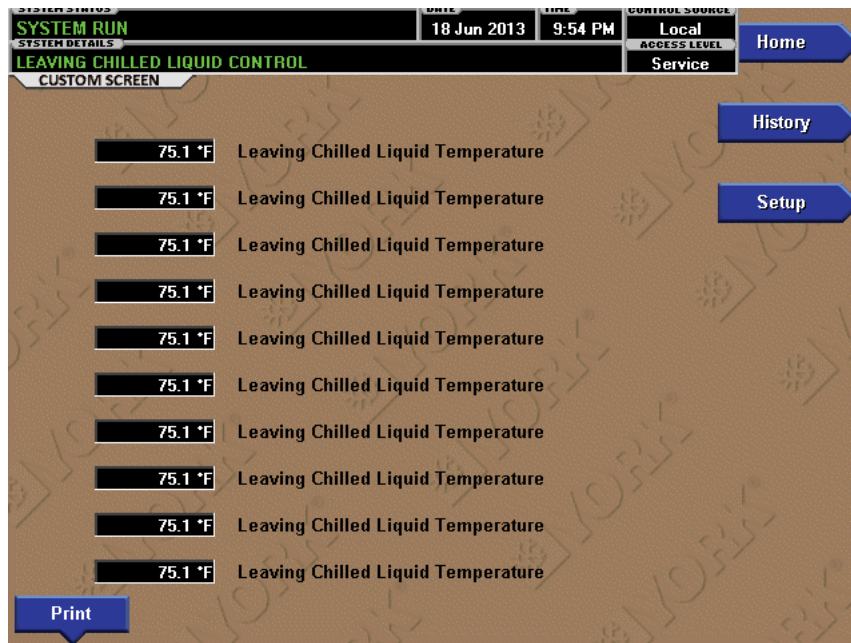 SYSTEM STATUS
DATE
TIME
CONTROL SOURCE
SYSTEM RUN
18 Jun 2013
9:54 PM
Local
Home
SYSTEM DETAILS
ACCESS LEVEL
LEAVING CHILLED LIQUID CONTROL
Service
CUSTOM SCREEN
History
75.1 °F Leaving Chilled Liquid Temperature
75.1 °F Leaving Chilled Liquid Temperature
Setup
75.1 °F Leaving Chilled Liquid Temperature
75.1 °F Leaving Chilled Liquid Temperature
75.1 °F Leaving Chilled Liquid Temperature
75.1 °F Leaving Chilled Liquid Temperature
75.1 °F Leaving Chilled Liquid Temperature
75.1 °F Leaving Chilled Liquid Temperature
75.1 °F Leaving Chilled Liquid Temperature
75.1 °F Leaving Chilled Liquid Temperature
Print
YORK